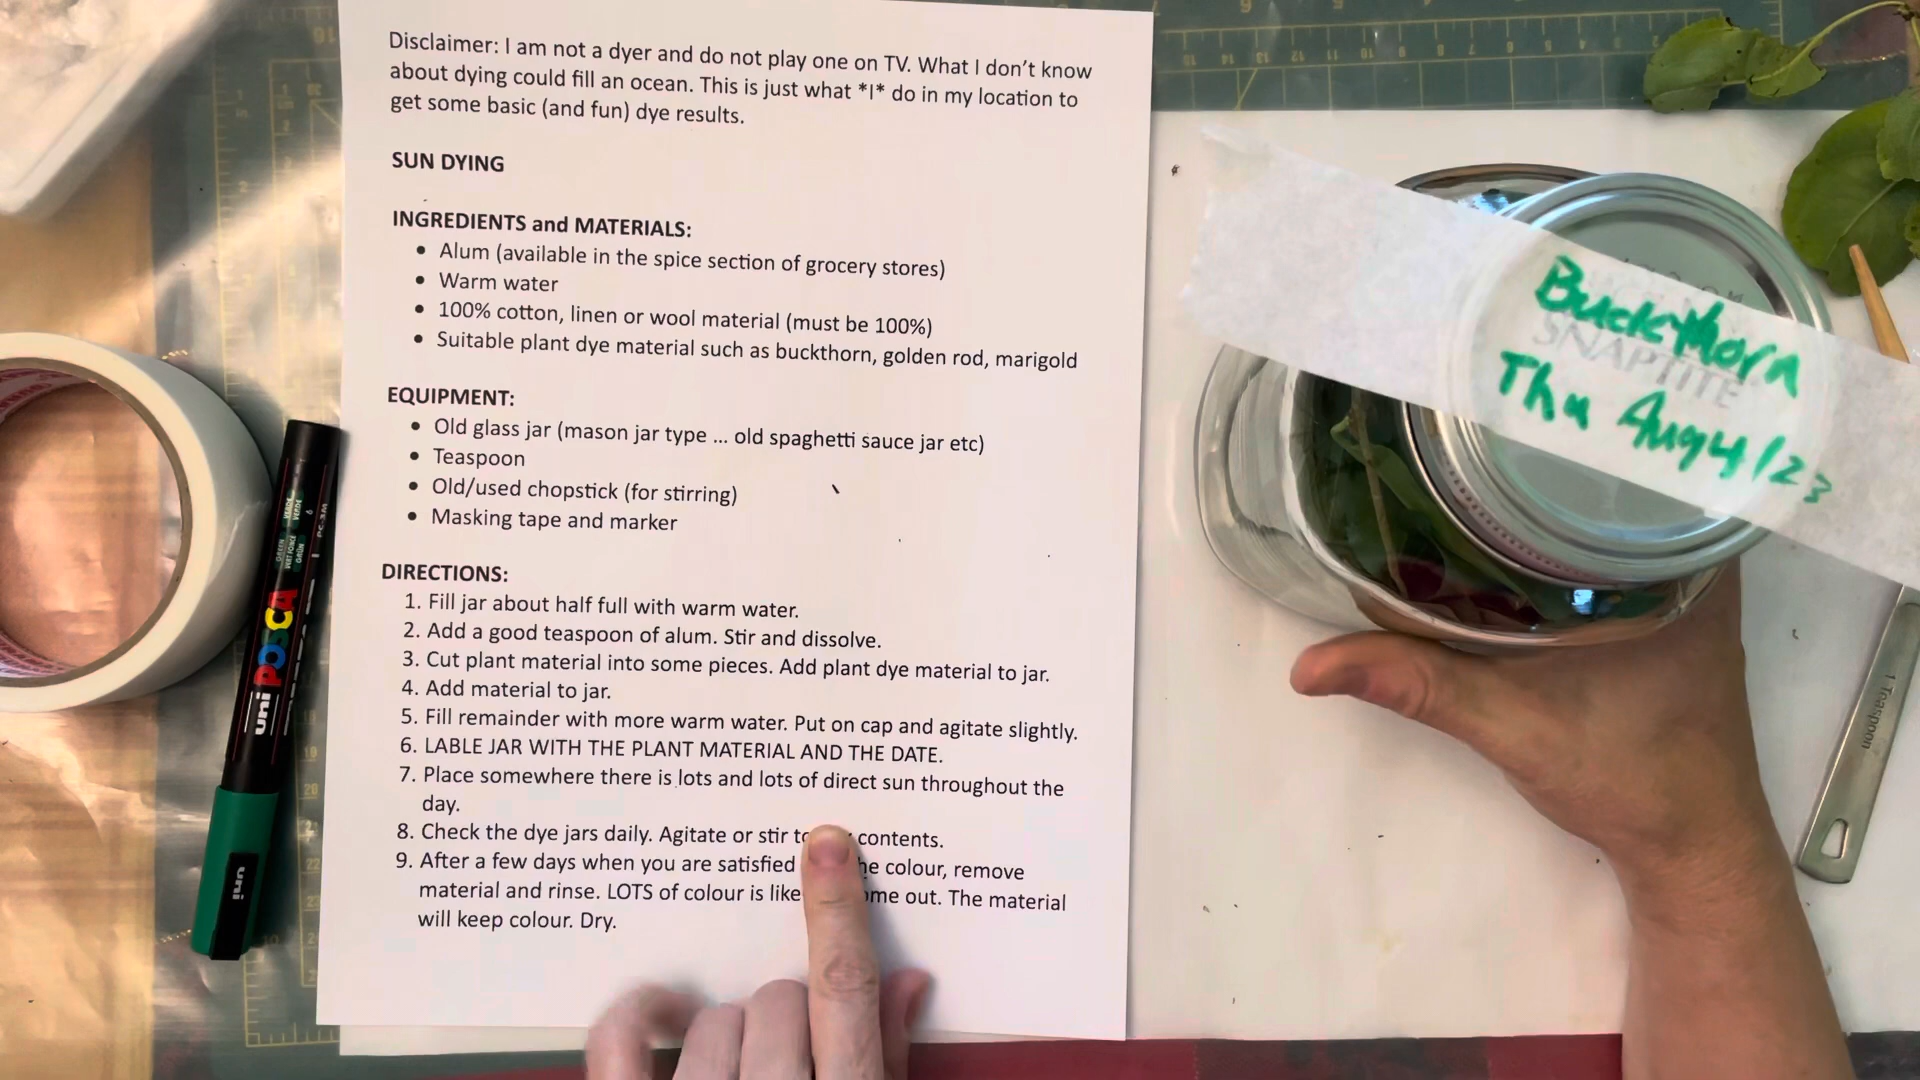 Disclaimer: I am not a dyer and do not play one on TV. What I don't know
about dying could fill an ocean. This is just what *I* do in my location to
get some basic (and fun) dye results.
SUN DYING
INGREDIENTS and MATERIALS:
• Alum (available in the spice section of grocery stores)
• Warm water
• 100% cotton, linen or wool material (must be 100%)
• Suitable plant dye material such as buckthorn, golden rod, marigold
EQUIPMENT:
• Old glass jar (mason jar type ... old spaghetti sauce jar etc)
• Teaspoon
• Old/used chopstick (for stirring)
• Masking tape and marker
DIRECTIONS:
1. Fill jar about half full with warm water.
2. Add a good teaspoon of alum. Stir and dissolve.
3. Cut plant material into some pieces. Add plant dye material to jar.
4. Add material to jar.
5. Fill remainder with more warm water. Put on cap and agitate slightly.
6. LABLE JAR WITH THE PLANT MATERIAL AND THE DATE.
7. Place somewhere there is lots and lots of direct sun throughout the
day.
8. Check the dye jars daily. Agitate or stir contents.
9. After a few days when you are satisfied colour, remove
material and rinse. LOTS of colour is out. The material
will keep colour. Dry.
Buckthorn
Thu Aug 4/23
SNAPTITE
uni POSCA
PC-5M
uni
1 Teaspoon